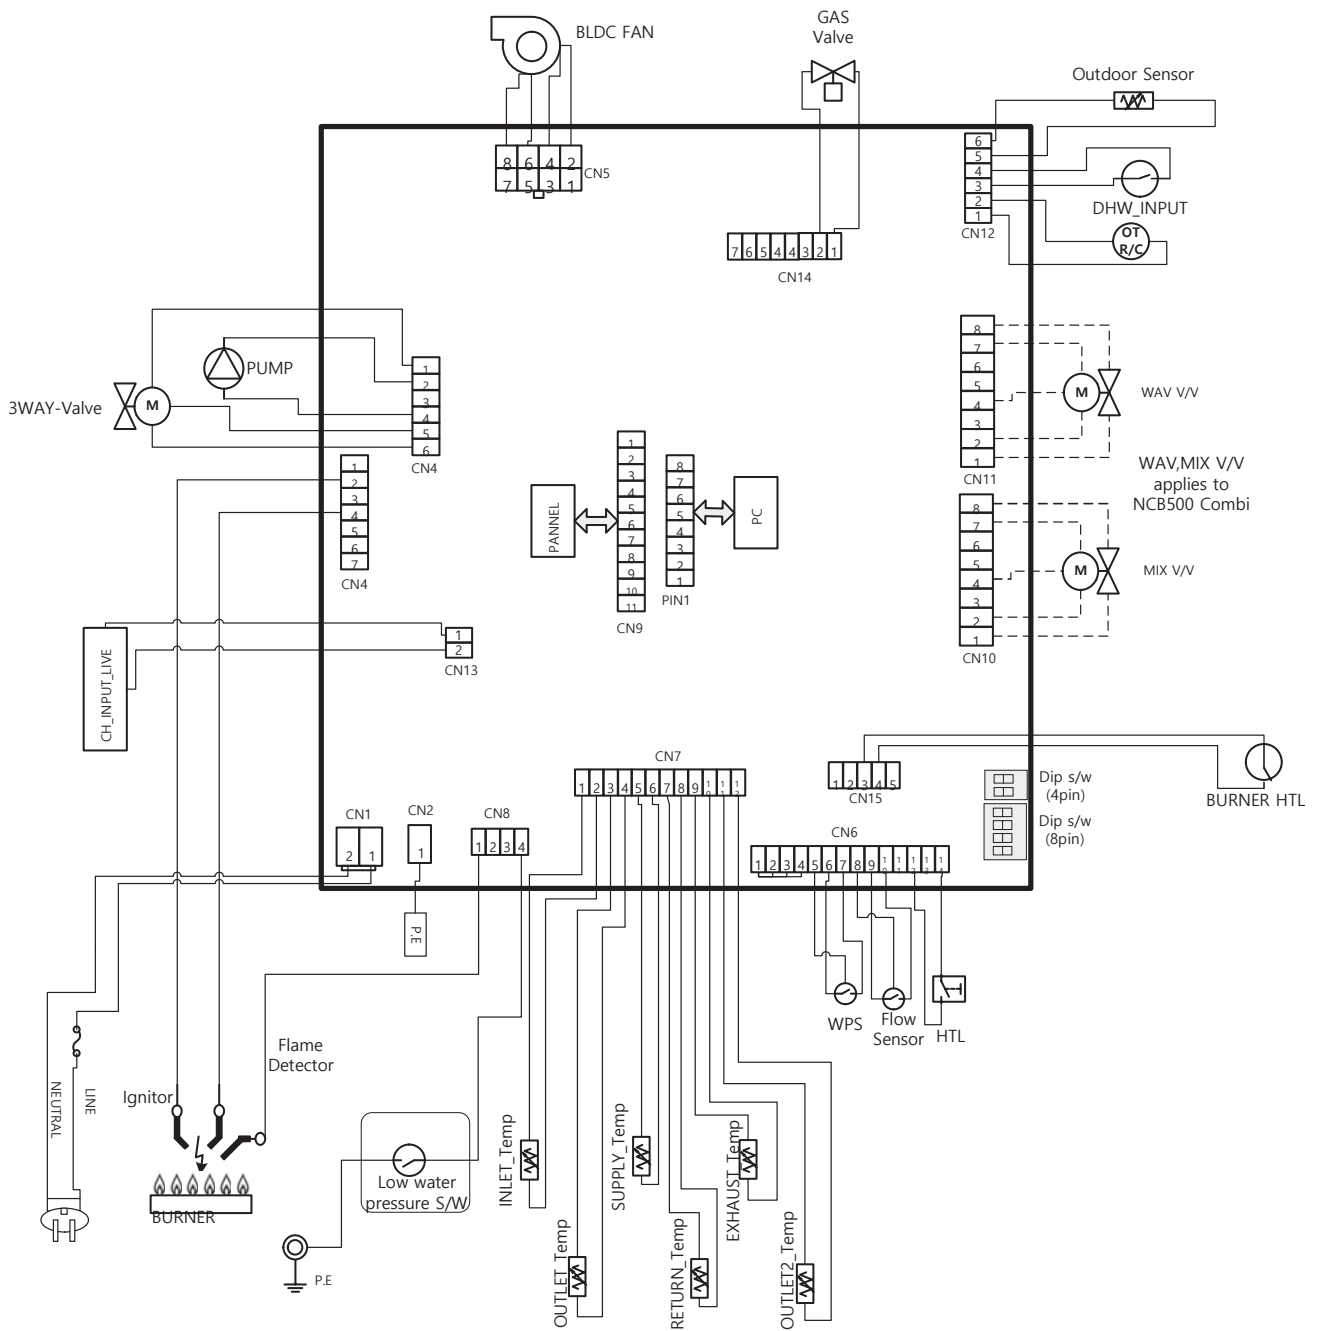 BLDC FAN
GAS
Valve
Outdoor Sensor
8 6 4 2
7 5 3 1
CN5
6
5
4
3
2
1
CN12
DHW_INPUT
OT
R/C
7 6 5 4 4 3 2 1
CN14
3WAY-Valve
M
PUMP
1
2
3
4
5
6
CN4
8
7
6
5
4
3
2
1
CN11
M
WAV V/V
WAV,MIX V/V
applies to
NCB500 Combi
1
2
3
4
5
6
7
CN4
PANNEL
1
2
3
4
5
6
7
8
9
10
11
CN9
8
7
6
5
4
3
2
1
PIN1
PC
8
7
6
5
4
3
2
1
CN10
M
MIX V/V
CH_INPUT_LIVE
1
2
CN13
CN7
1 2 3 4 5 6 7 8 9 10 11 12
1 2 3 4 5
CN15
BURNER HTL
Dip s/w
(4pin)
Dip s/w
(8pin)
CN1
2 1
CN2
1
CN8
1 2 3 4
CN6
1 2 3 4 5 6 7 8 9 10 11 12 13 14
P.E
WPS
Flow
Sensor
HTL
Flame
Detector
Ignitor
NEUTRAL
LINE
BURNER
Low water
pressure S/W
P.E
INLET_Temp
OUTLET_Temp
SUPPLY_Temp
RETURN_Temp
EXHAUST_Temp
OUTLET2_Temp